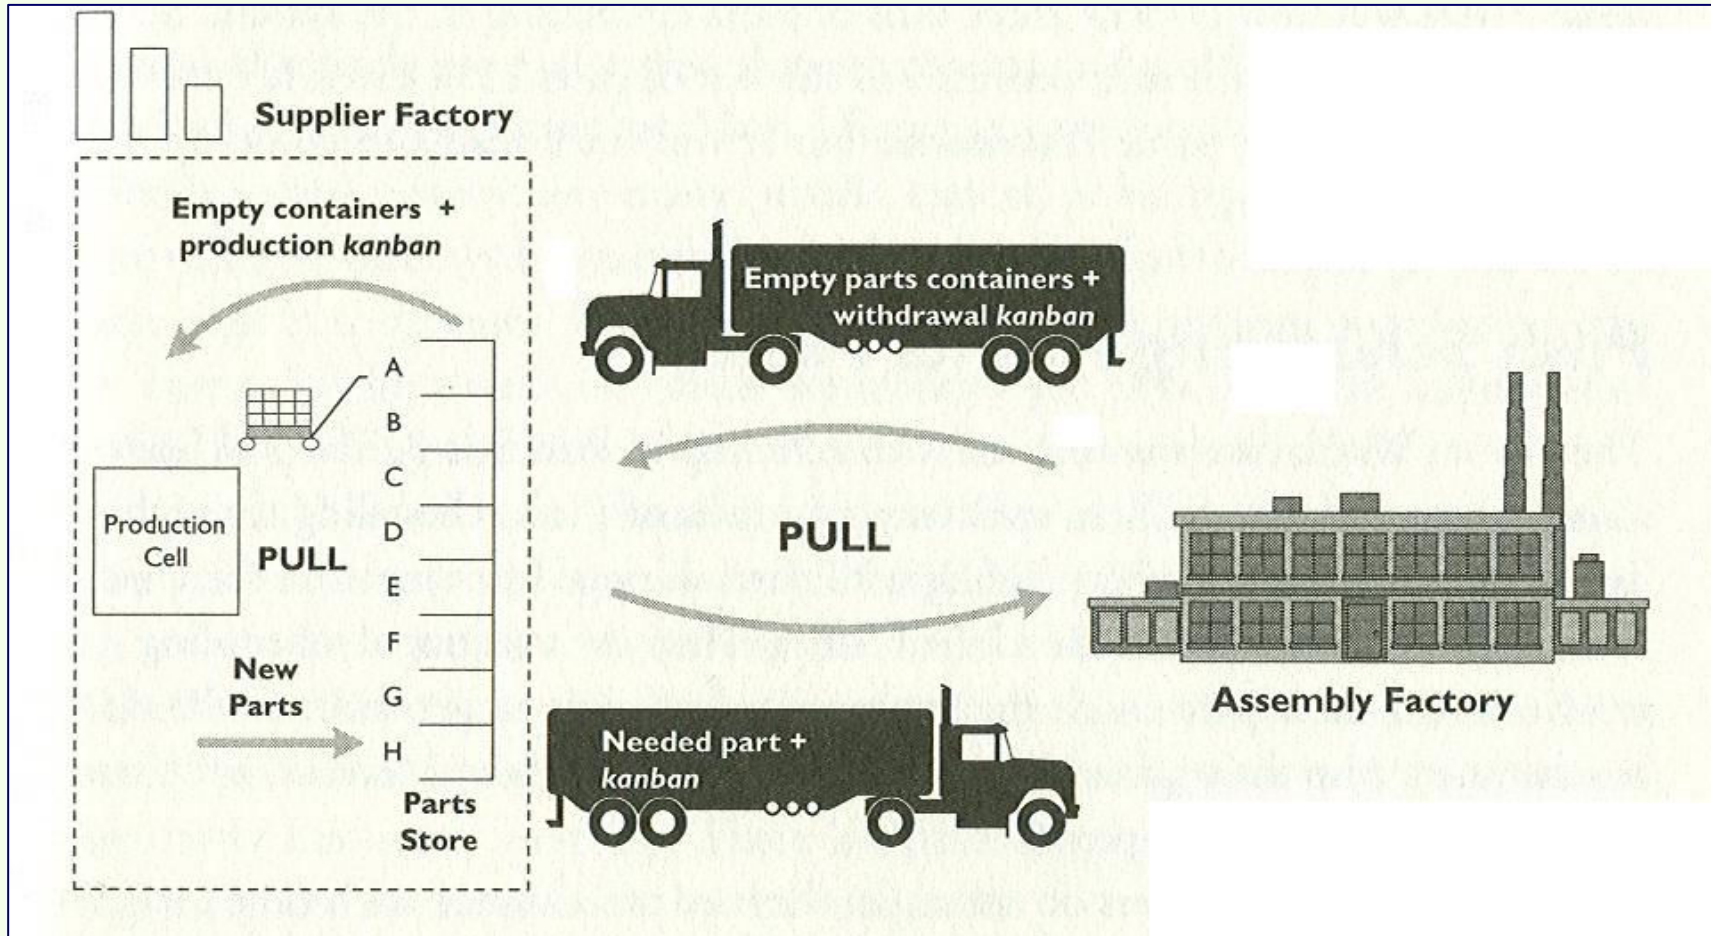 Supplier Factory
Empty containers +
production kanban
A
B
C
D
E
F
G
H
Production
Cell
PULL
New
Parts
Parts
Store
Empty parts containers +
withdrawal kanban
PULL
Needed part +
kanban
Assembly Factory